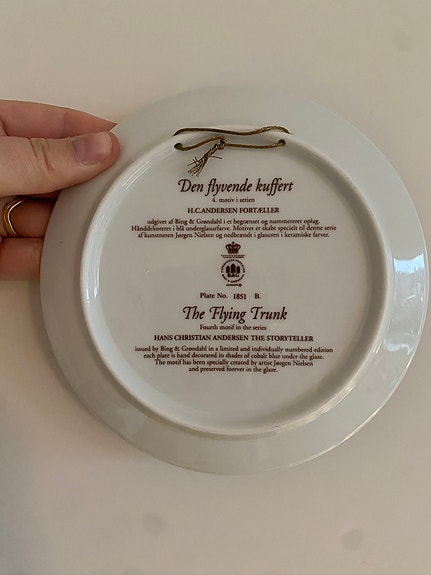 Den flyvende kuffert
4. motiv i serien
H.C.ANDERSEN FORTÆLLER
udgivet af Bing & Grøndahl i et begrænset og nummereret oplag.
Hånddekoreret i blå underglasurfarve. Motivet er skabt specielt til denne serie
af kunstneren Jørgen Nielsen og nedbrændt i glasuren i keramiske farver.
B&G
Plate No. 1851 B.
The Flying Trunk
Fourth motif in the series
HANS CHRISTIAN ANDERSEN THE STORYTELLER
issued by Bing & Grøndahl in a limited and individually numbered edition
each plate is hand decorated in shades of cobalt blue under the glaze.
The motif has been specially created by artist Jørgen Nielsen
and preserved forever in the glaze.